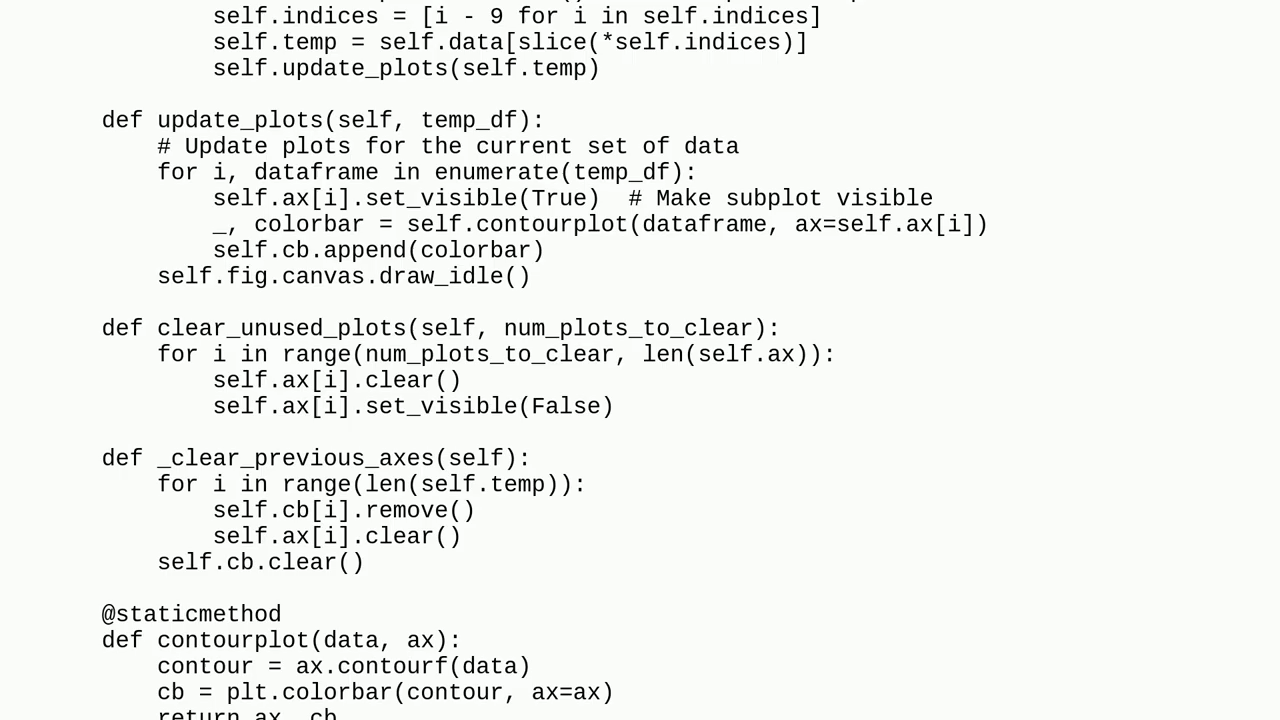 self.indices = [i - 9 for i in self.indices]
self.temp = self.data[slice(*self.indices)]
self.update_plots(self.temp)
def update_plots(self, temp_df):
# Update plots for the current set of data
for i, dataframe in enumerate(temp_df):
self.ax[i].set_visible(True)  # Make subplot visible
_, colorbar = self.contourplot(dataframe, ax=self.ax[i])
self.cb.append(colorbar)
self.fig.canvas.draw_idle()
def clear_unused_plots(self, num_plots_to_clear):
for i in range(num_plots_to_clear, len(self.ax)):
self.ax[i].clear()
self.ax[i].set_visible(False)
def _clear_previous_axes(self):
for i in range(len(self.temp)):
self.cb[i].remove()
self.ax[i].clear()
self.cb.clear()
@staticmethod
def contourplot(data, ax):
contour = ax.contourf(data)
cb = plt.colorbar(contour, ax=ax)
return ax, cb